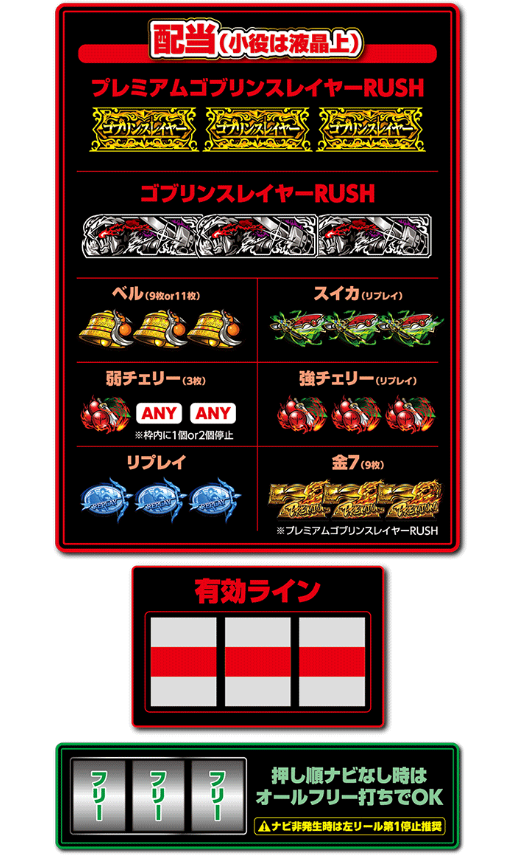 配当(小役は液晶上)
プレミアムゴブリンスレイヤーRUSH
ゴブリンスレイヤー ゴブリンスレイヤー ゴブリンスレイヤー
ゴブリンスレイヤーRUSH
ベル(9枚or11枚)
スイカ(リプレイ)
弱チェリー(3枚)
ANY ANY
※枠内に1個or2個停止
強チェリー(リプレイ)
リプレイ
REPLAY REPLAY REPLAY
金7(9枚)
PREMIUM PREMIUM PREMIUM
※プレミアムゴブリンスレイヤーRUSH
有効ライン
フリー フリー フリー
押し順ナビなし時は
オールフリー打ちでOK
ナビ非発生時は左リール第1停止推奨